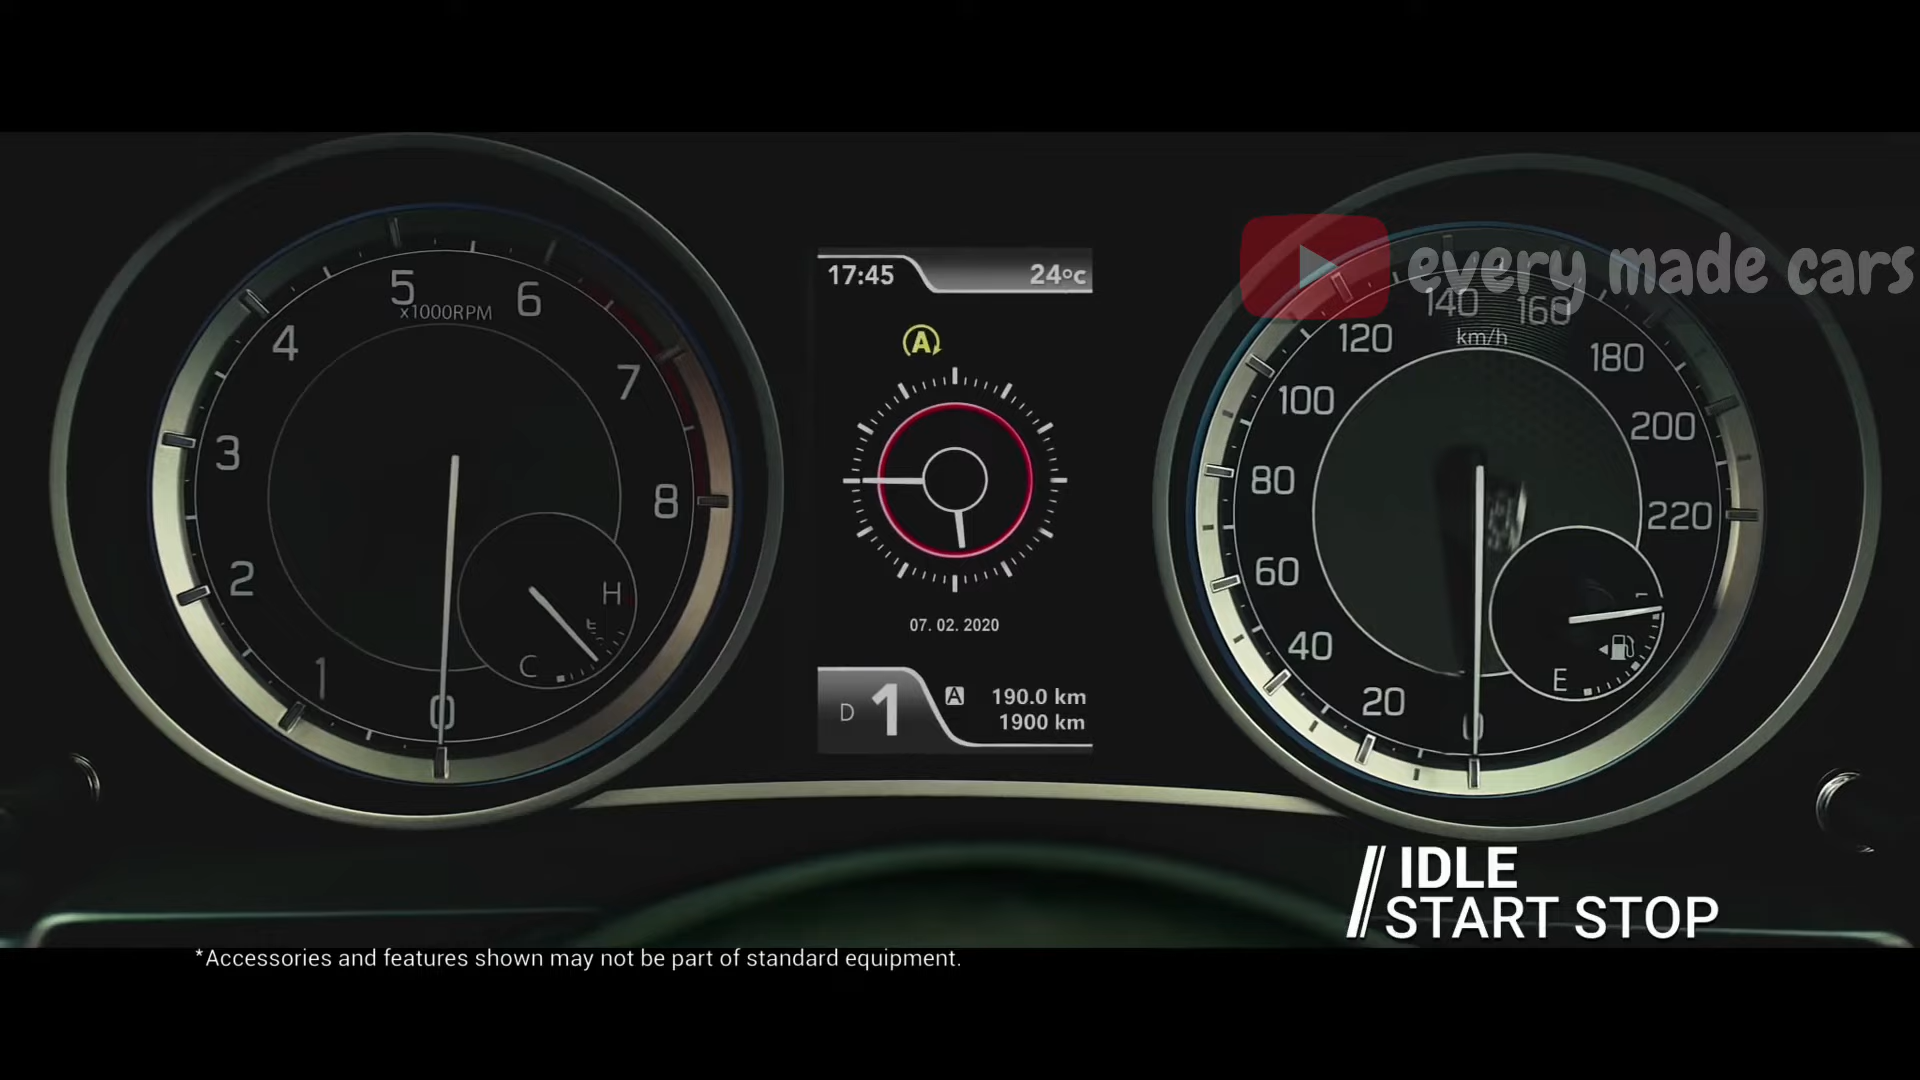 5
x1000RPM
6
4
7
3
8
2
H
1
C
0
17:45
24°C
A
07. 02. 2020
D 1
A
190.0 km
1900 km
every made cars
140
160
km/h
120
180
100
200
80
220
60
40
1
E
20
0
IDLE
START STOP
*Accessories and features shown may not be part of standard equipment.